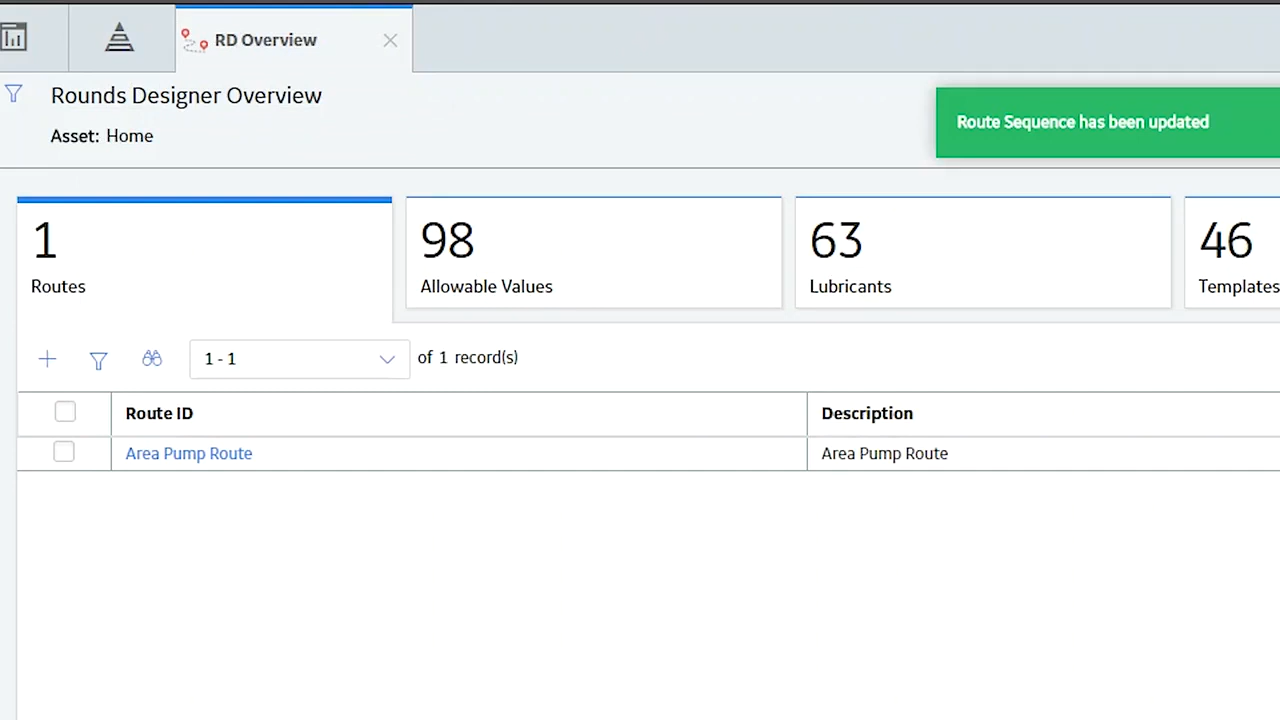 RD Overview
Rounds Designer Overview
Asset: Home
Route Sequence has been updated
1
Routes
98
Allowable Values
63
Lubricants
46
Templates
1 - 1
of 1 record(s)
Route ID
Description
Area Pump Route
Area Pump Route